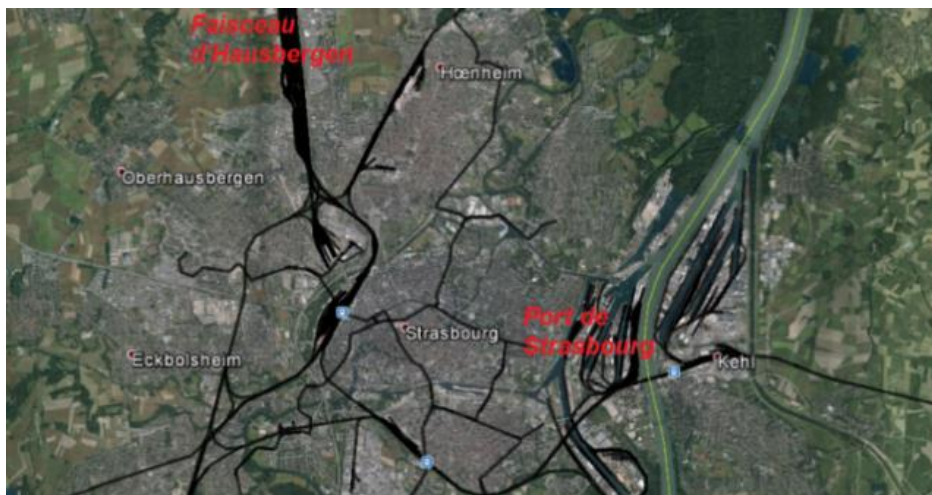 Faisceau
d'Hausbergen
Hœnheim
Oberhausbergen
Port de
Strasbourg
Strasbourg
Eckbolsheim
Kehl